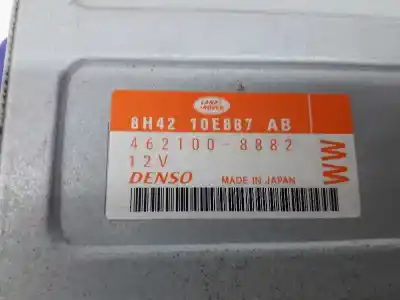 LAND ROVER
8H42 10E887 AB
462100-8882
12V
DENSO MADE IN JAPAN
WW